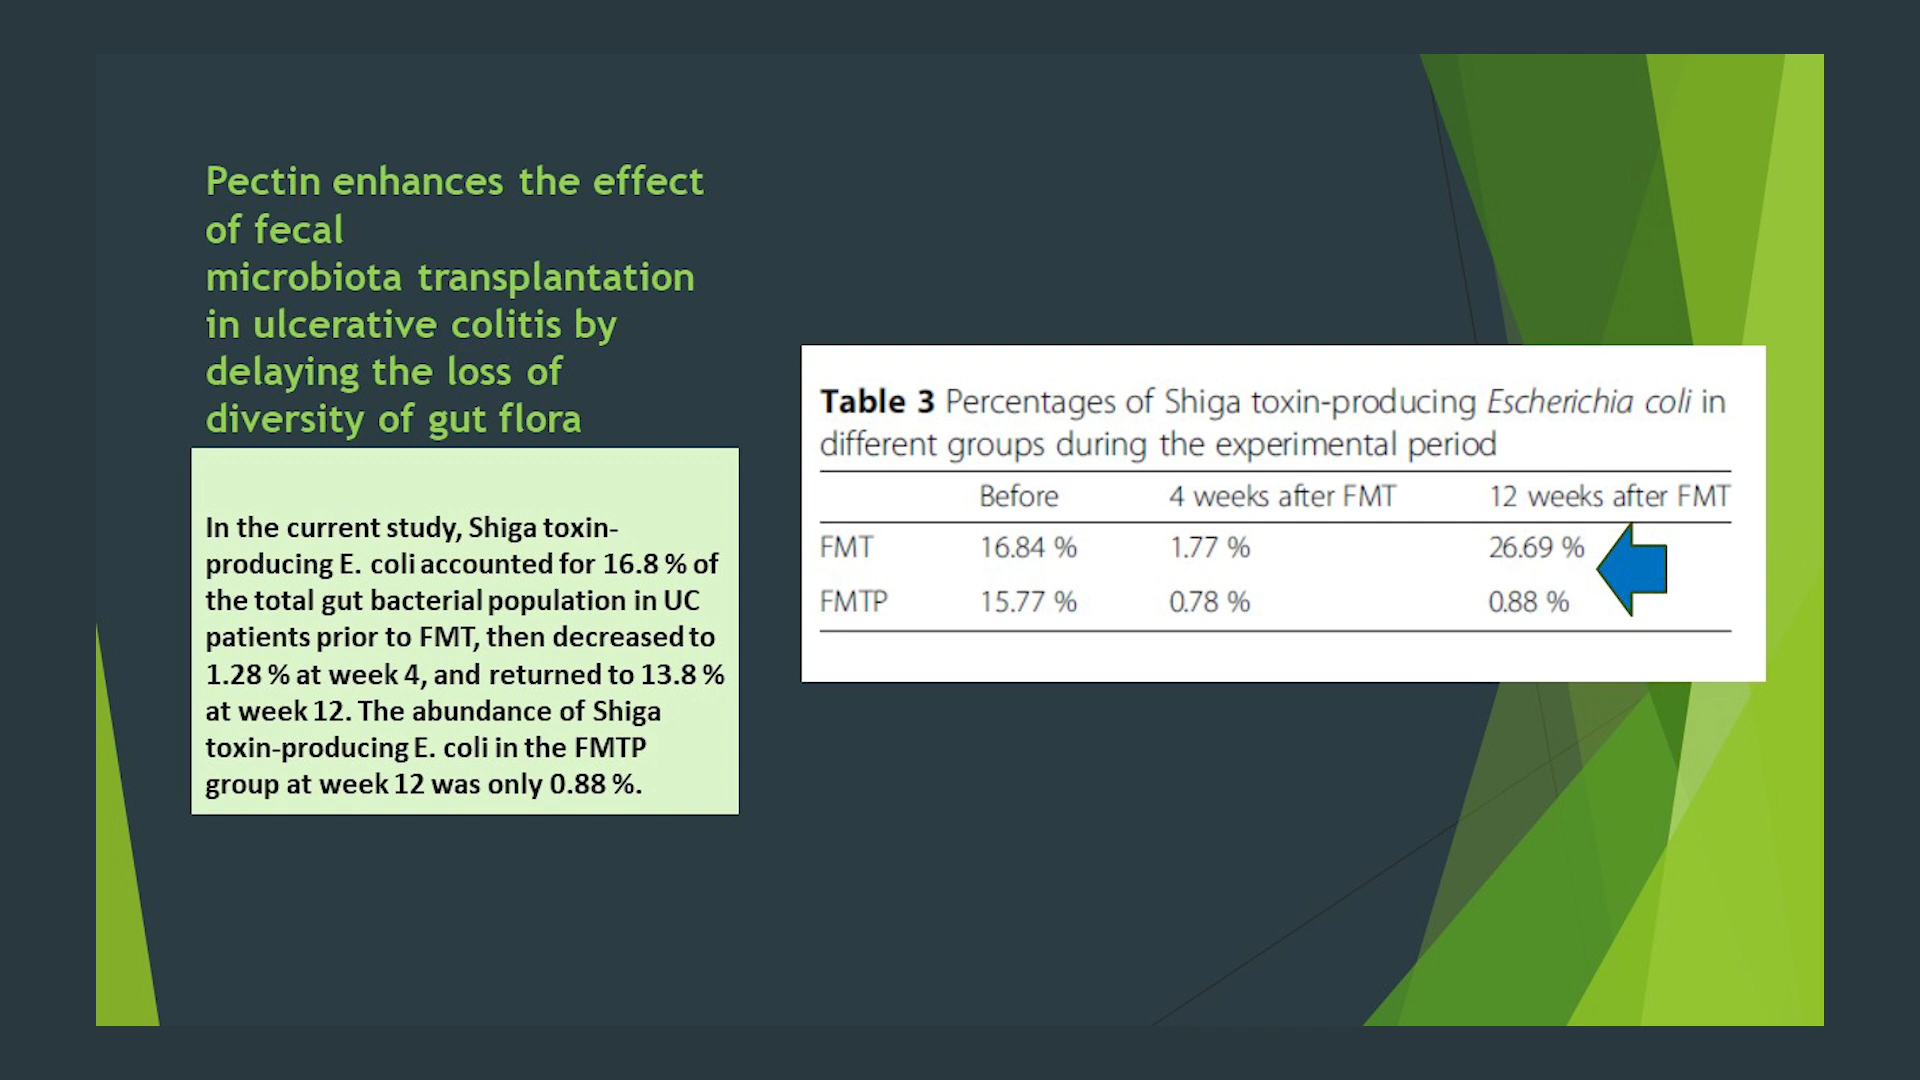 Pectin enhances the effect
of fecal
microbiota transplantation
in ulcerative colitis by
delaying the loss of
diversity of gut flora
In the current study, Shiga toxin-
producing E. coli accounted for 16.8 % of
the total gut bacterial population in UC
patients prior to FMT, then decreased to
1.28 % at week 4, and returned to 13.8 %
at week 12. The abundance of Shiga
toxin-producing E. coli in the FMTP
group at week 12 was only 0.88 %.
Table 3 Percentages of Shiga toxin-producing Escherichia coli in
different groups during the experimental period
Before 4 weeks after FMT 12 weeks after FMT
FMT 16.84 % 1.77 % 26.69 %
FMTP 15.77 % 0.78 % 0.88 %